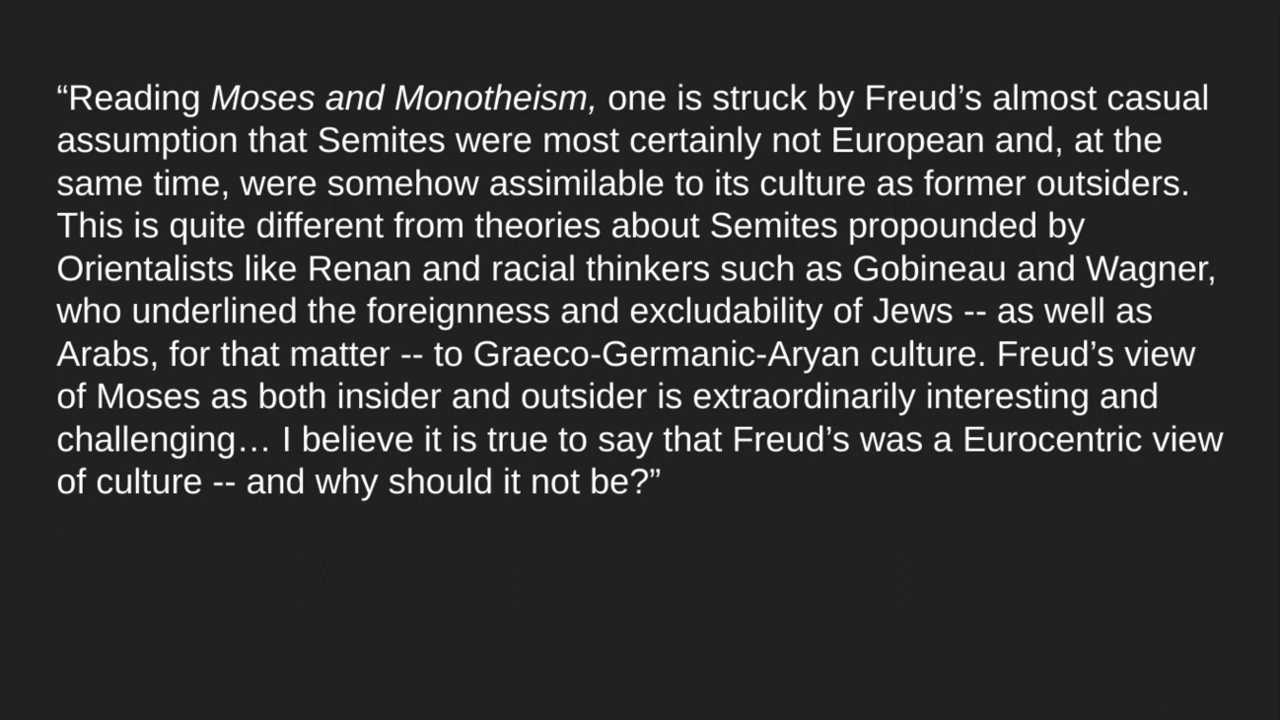 “Reading Moses and Monotheism, one is struck by Freud’s almost casual
assumption that Semites were most certainly not European and, at the
same time, were somehow assimilable to its culture as former outsiders.
This is quite different from theories about Semites propounded by
Orientalists like Renan and racial thinkers such as Gobineau and Wagner,
who underlined the foreignness and excludability of Jews -- as well as
Arabs, for that matter -- to Graeco-Germanic-Aryan culture. Freud’s view
of Moses as both insider and outsider is extraordinarily interesting and
challenging… I believe it is true to say that Freud’s was a Eurocentric view
of culture -- and why should it not be?”